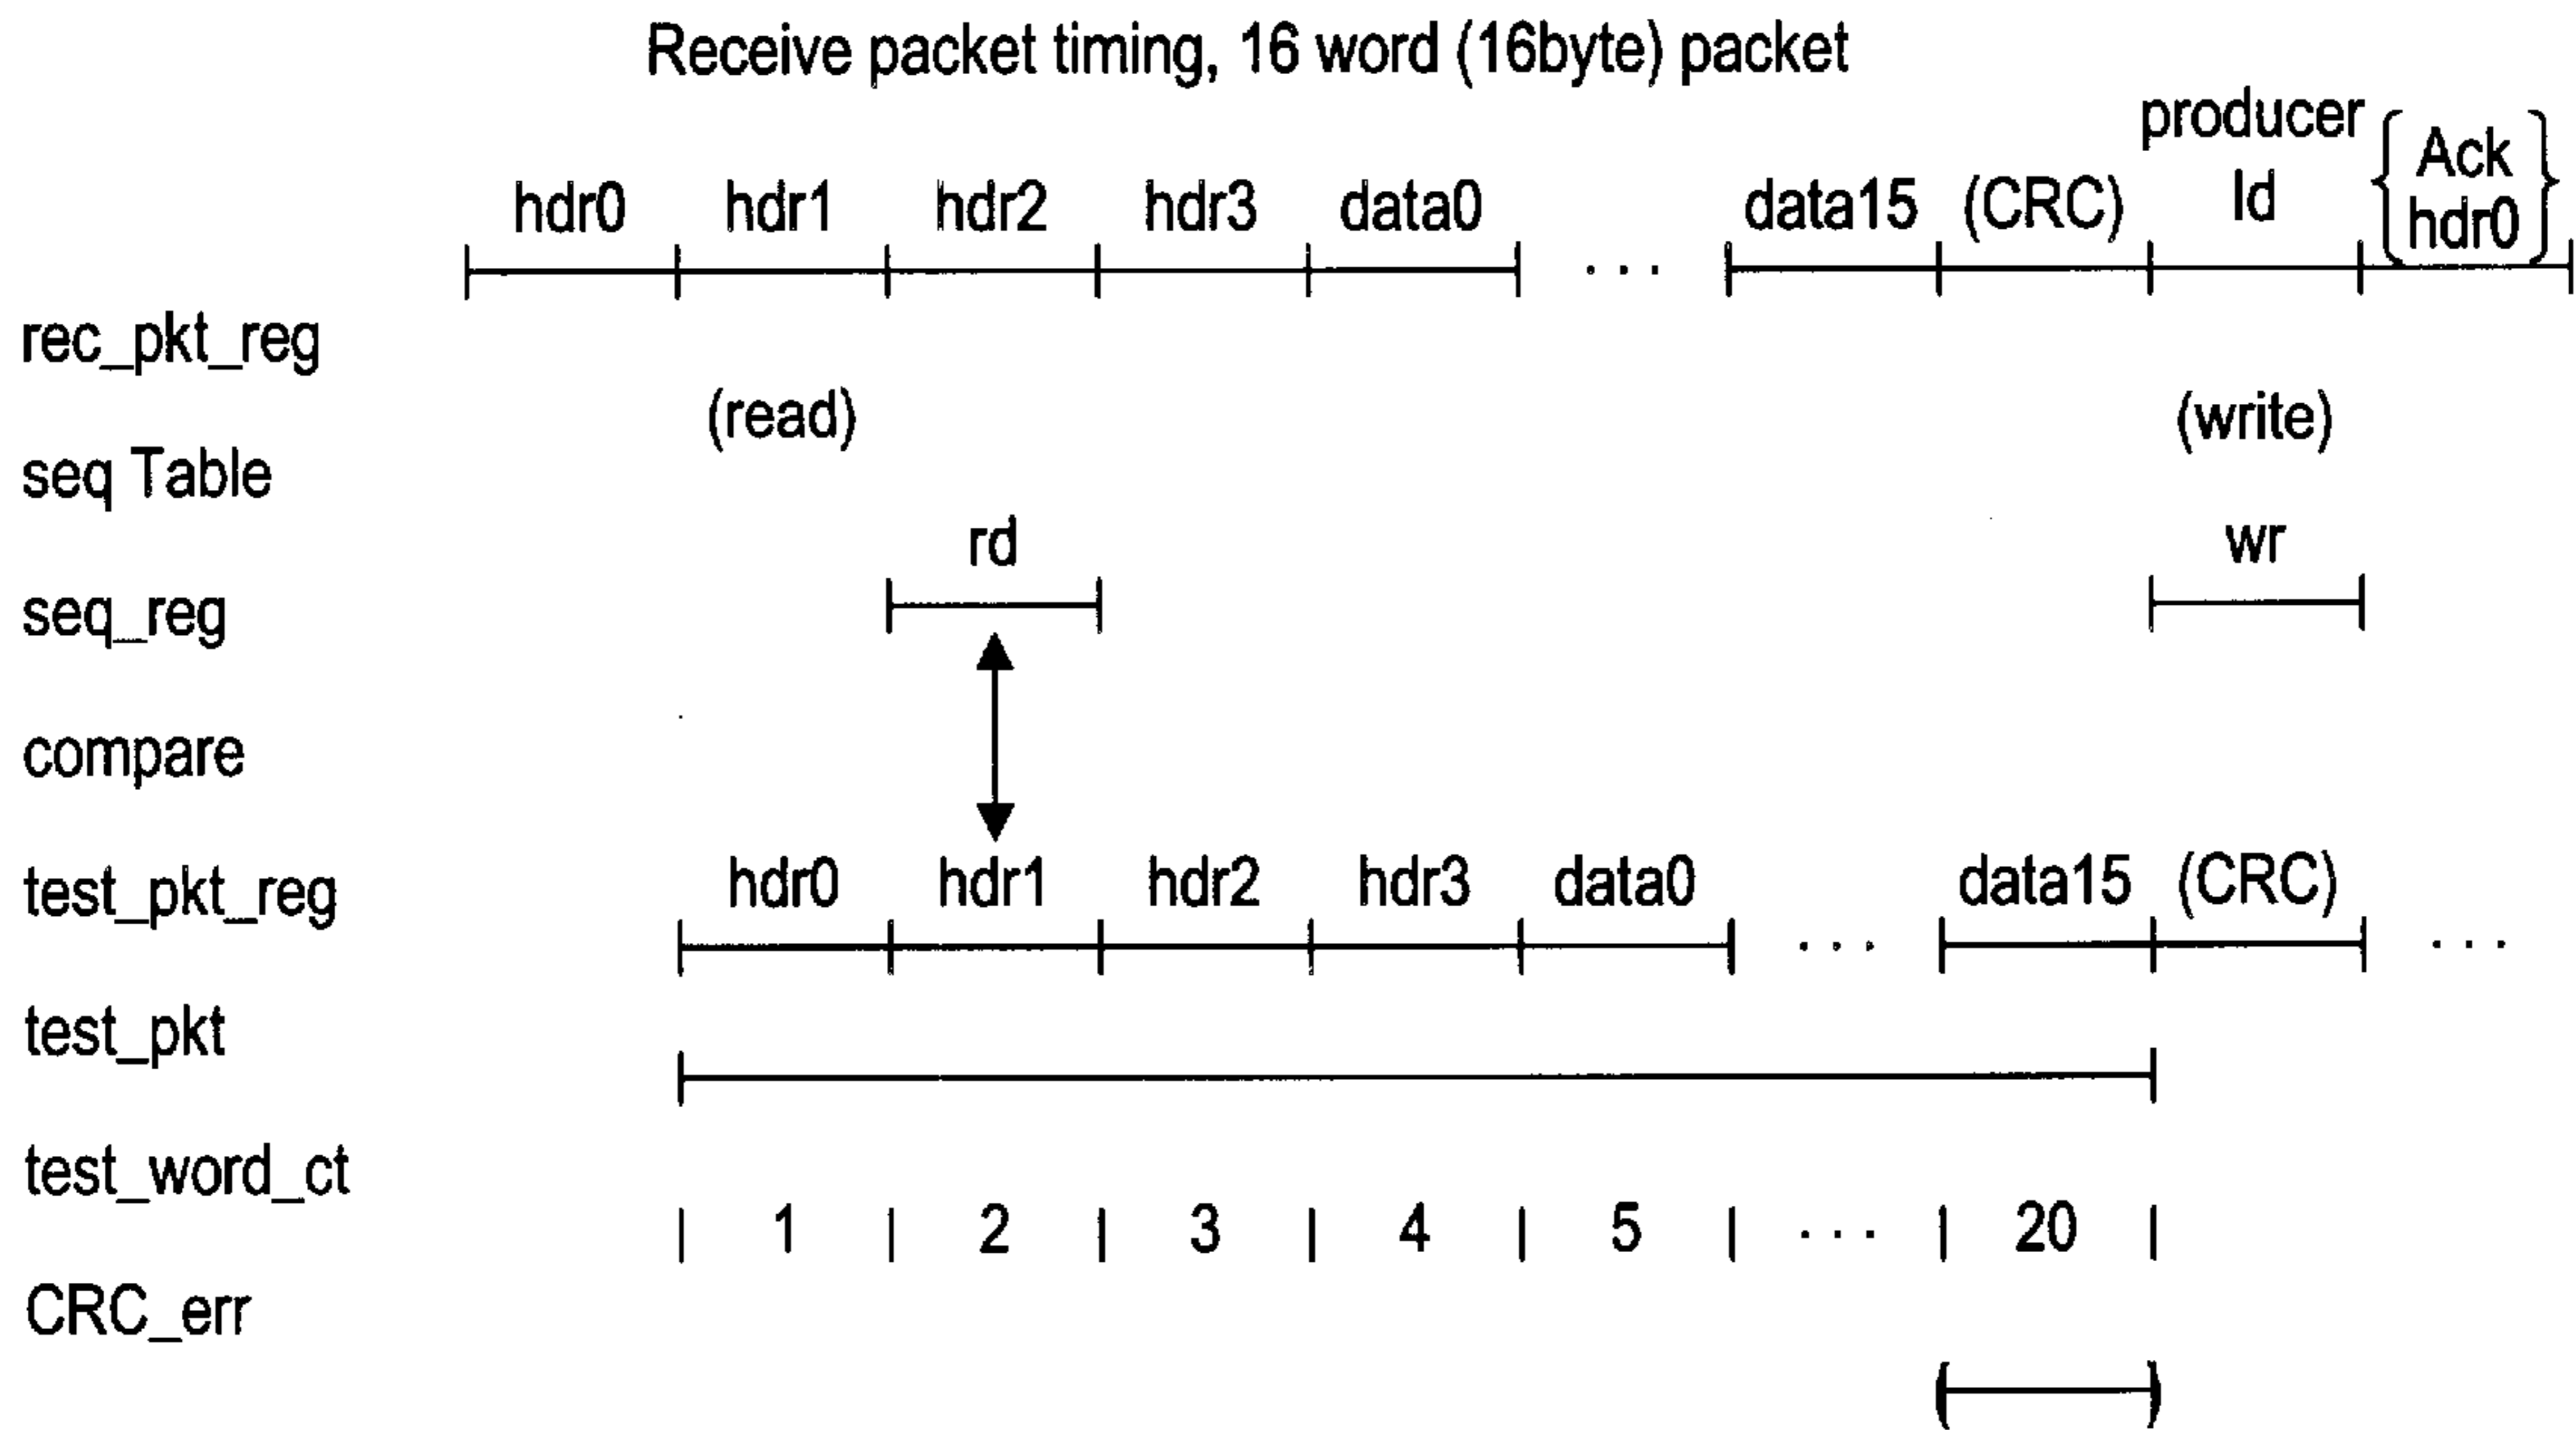 Receive packet timing, 16 word (16byte) packet
producer
hdr0 hdr1 hdr2 hdr3 data0 ... data15 (CRC) Id { Ack hdr0 }
rec_pkt_reg
(read) (write)
seq Table
rd wr
seq_reg
compare
hdr0 hdr1 hdr2 hdr3 data0 ... data15 (CRC) ...
test_pkt_reg
test_pkt
test_word_ct
| 1 | 2 | 3 | 4 | 5 | ... | 20 |
CRC_err